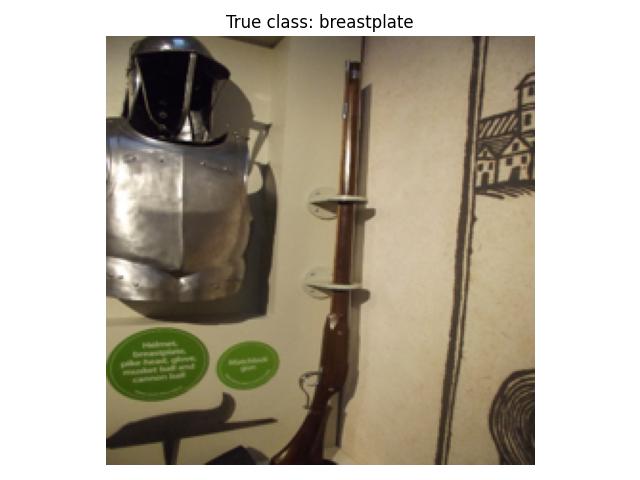 True class: breastplate
Helmet,
breastplate,
pike head, glove,
musket ball and
cannon ball
Matchlock
gun